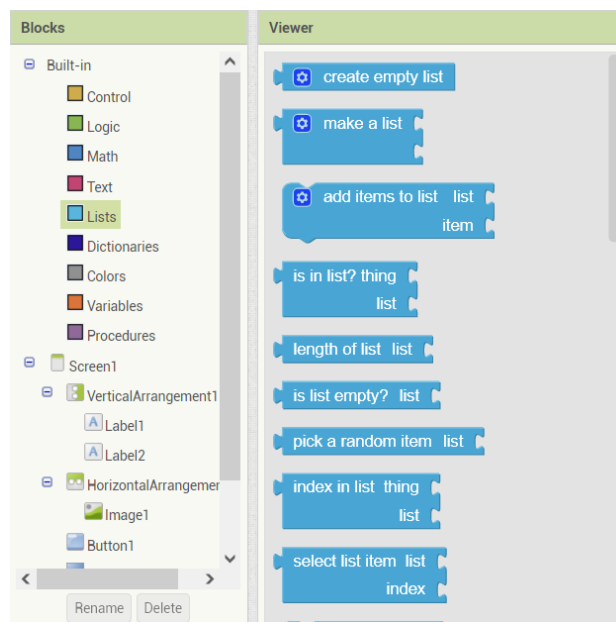 Blocks
Built-in
Control
Logic
Math
Text
Lists
Dictionaries
Colors
Variables
Procedures
Screen1
VerticalArrangement1
Label1
Label2
HorizontalArrangemer
Image1
Button1
Rename Delete
Viewer
create empty list
make a list
add items to list list
item
is in list? thing
list
length of list list
is list empty? list
pick a random item list
index in list thing
list
select list item list
index